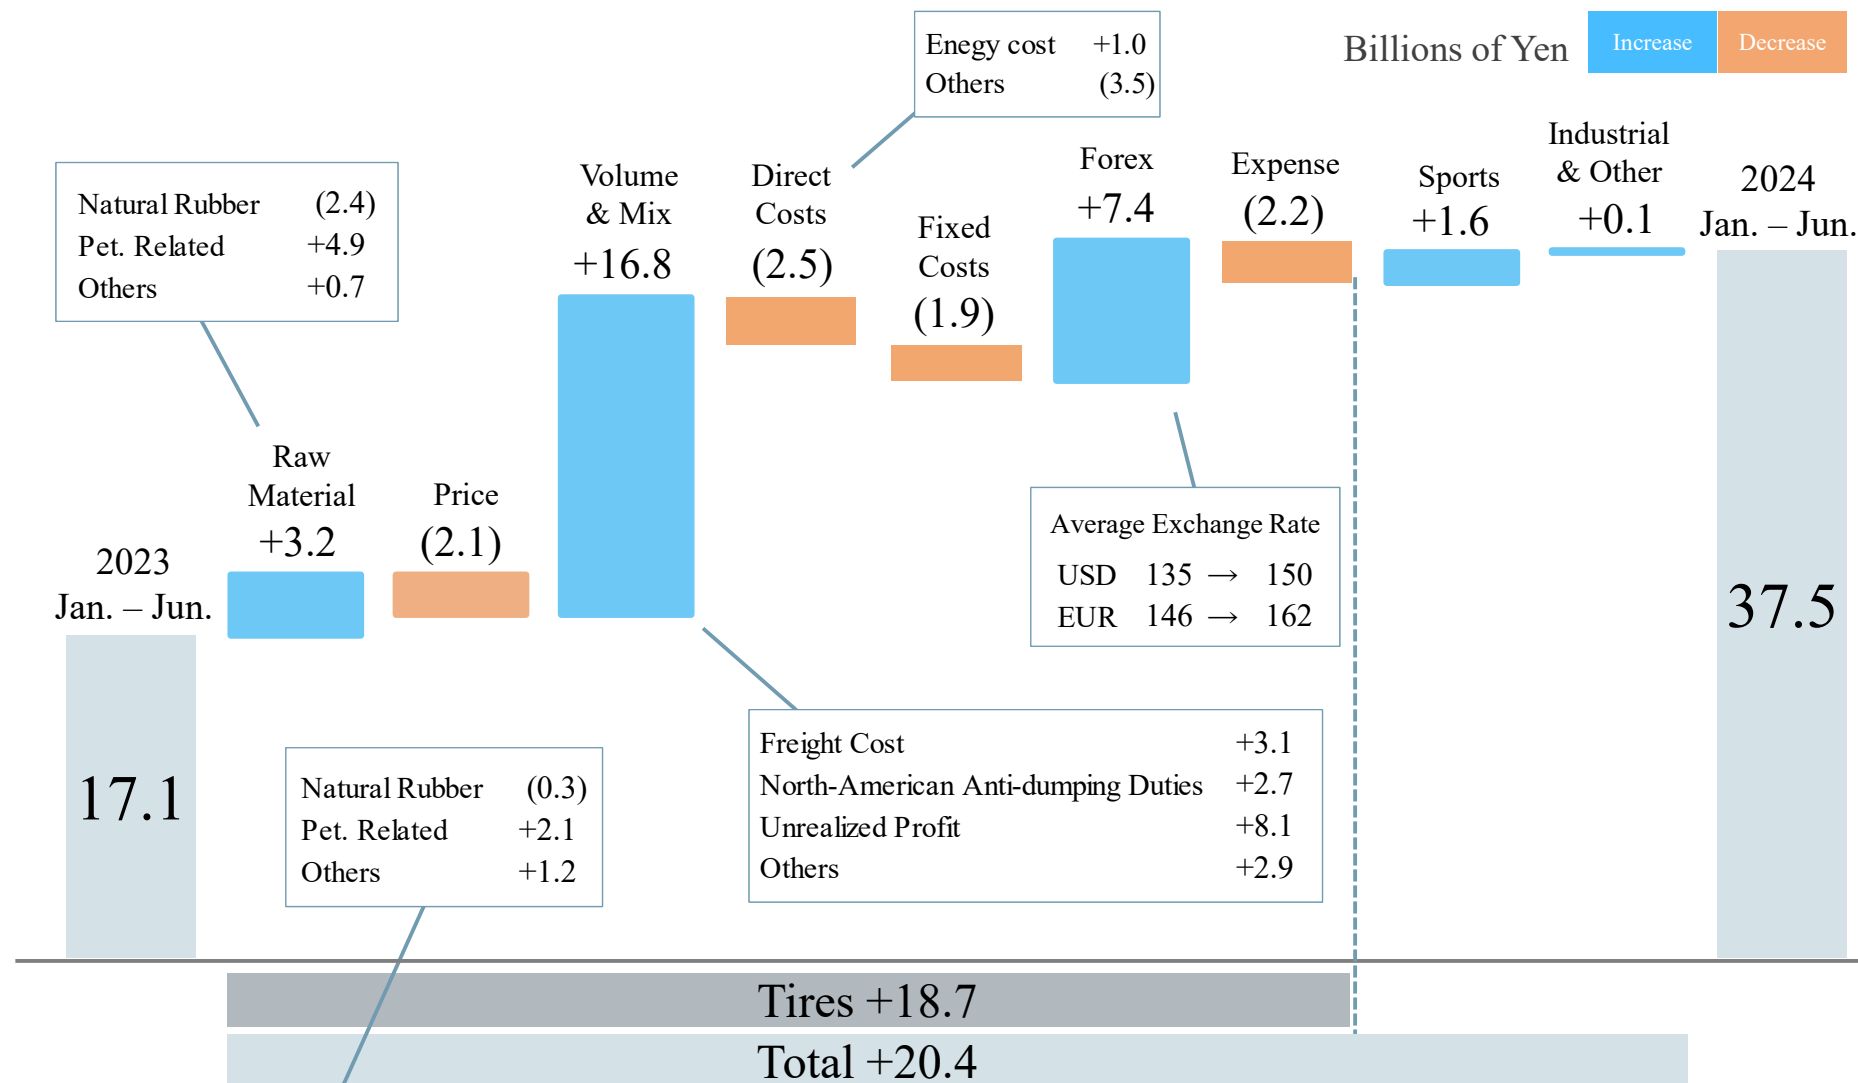 Billions of Yen
Increase
Decrease
Enegy cost +1.0
Others (3.5)
Natural Rubber (2.4)
Pet. Related +4.9
Others +0.7
2023
Jan. – Jun.
17.1
Raw
Material
+3.2
Price
(2.1)
Volume
& Mix
+16.8
Direct
Costs
(2.5)
Fixed
Costs
(1.9)
Forex
+7.4
Expense
(2.2)
Sports
+1.6
Industrial
& Other
+0.1
2024
Jan. – Jun.
37.5
Average Exchange Rate
USD 135 → 150
EUR 146 → 162
Natural Rubber (0.3)
Pet. Related +2.1
Others +1.2
Freight Cost +3.1
North-American Anti-dumping Duties +2.7
Unrealized Profit +8.1
Others +2.9
Tires +18.7
Total +20.4